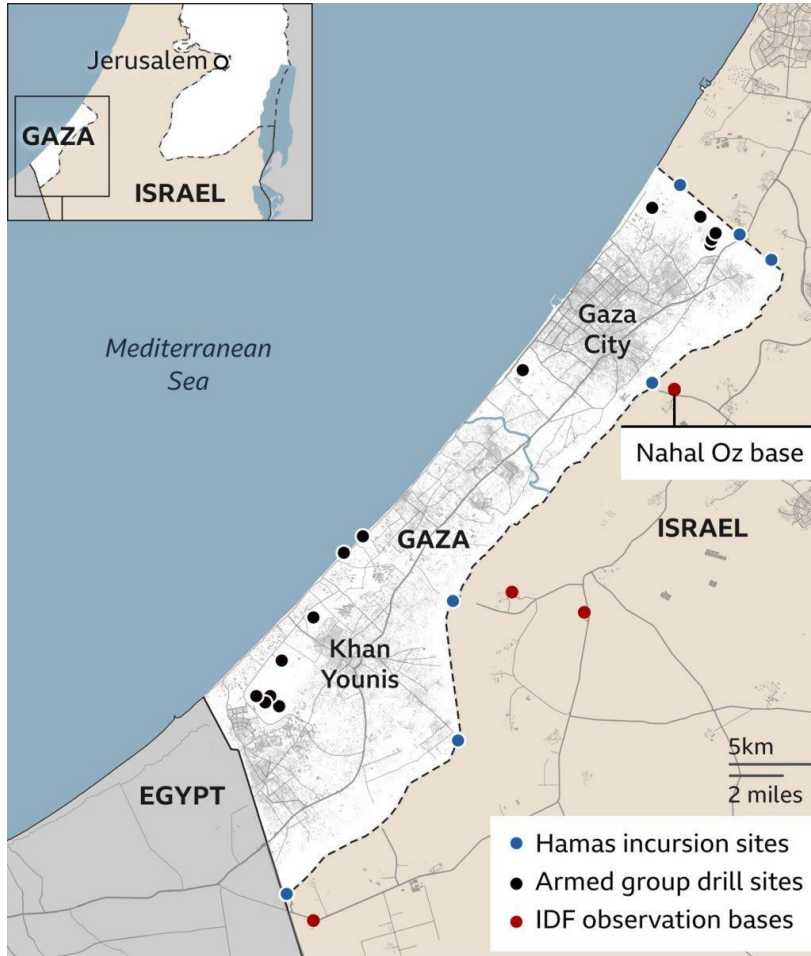 Jerusalem
GAZA
ISRAEL
Mediterranean
Sea
Gaza
City
Nahal Oz base
ISRAEL
GAZA
Khan
Younis
EGYPT
5km
2 miles
Hamas incursion sites
Armed group drill sites
IDF observation bases